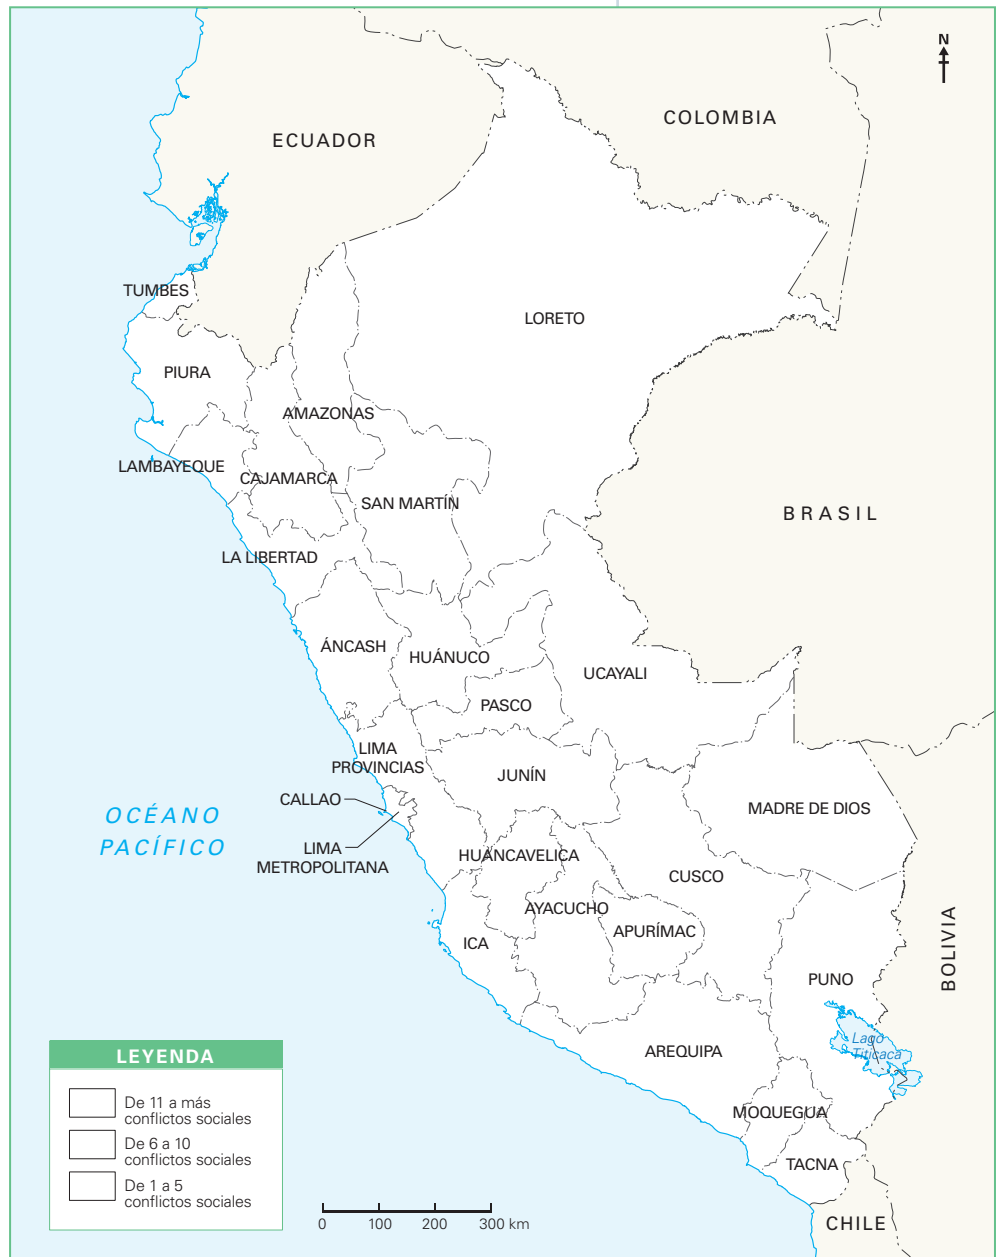 N
COLOMBIA
ECUADOR
TUMBES
LORETO
PIURA
AMAZONAS
LAMBAYEQUE
CAJAMARCA
SAN MARTÍN
BRASIL
LA LIBERTAD
ÁNCASH
HUÁNUCO
UCAYALI
PASCO
LIMA
PROVINCIAS
JUNÍN
CALLAO
MADRE DE DIOS
OCÉANO
PACÍFICO
LIMA
METROPOLITANA
HUANCAVELICA
CUSCO
AYACUCHO
APURÍMAC
ICA
BOLIVIA
PUNO
Lago
Titicaca
AREQUIPA
MOQUEGUA
TACNA
CHILE
LEYENDA
De 11 a más
conflictos sociales
De 6 a 10
conflictos sociales
De 1 a 5
conflictos sociales
0 100 200 300 km